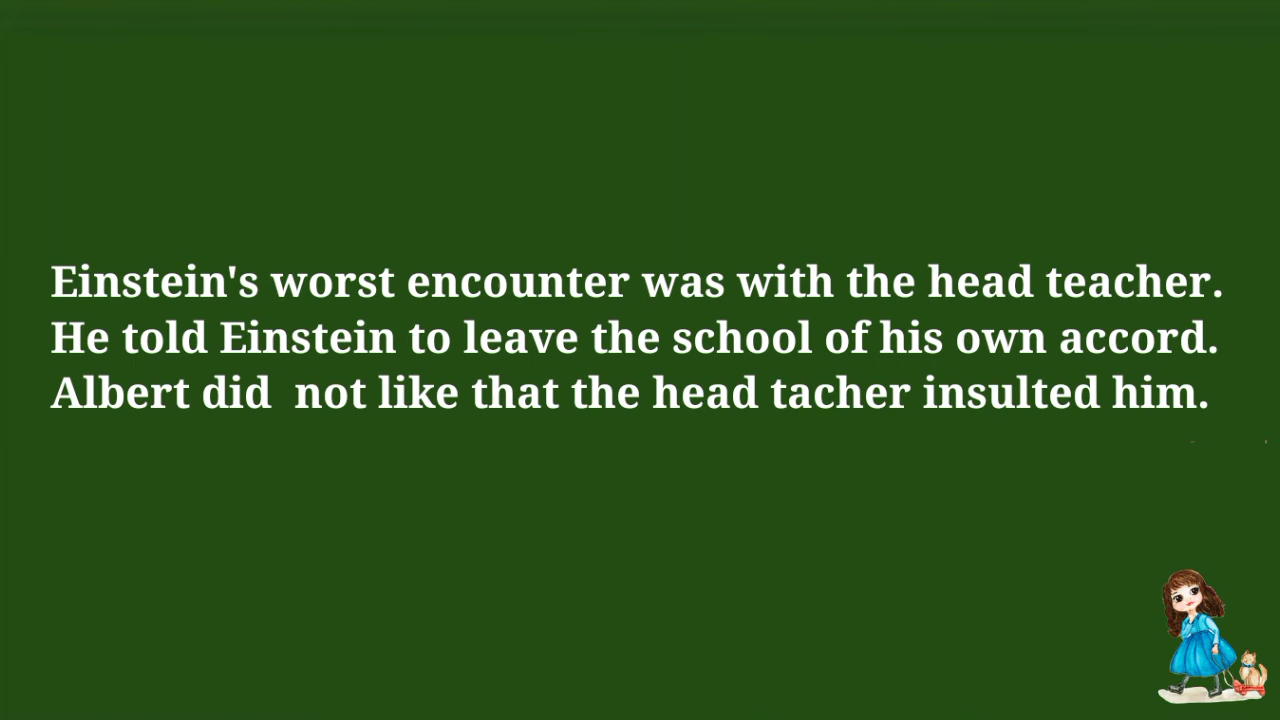 Einstein's worst encounter was with the head teacher.
He told Einstein to leave the school of his own accord.
Albert did  not like that the head tacher insulted him.